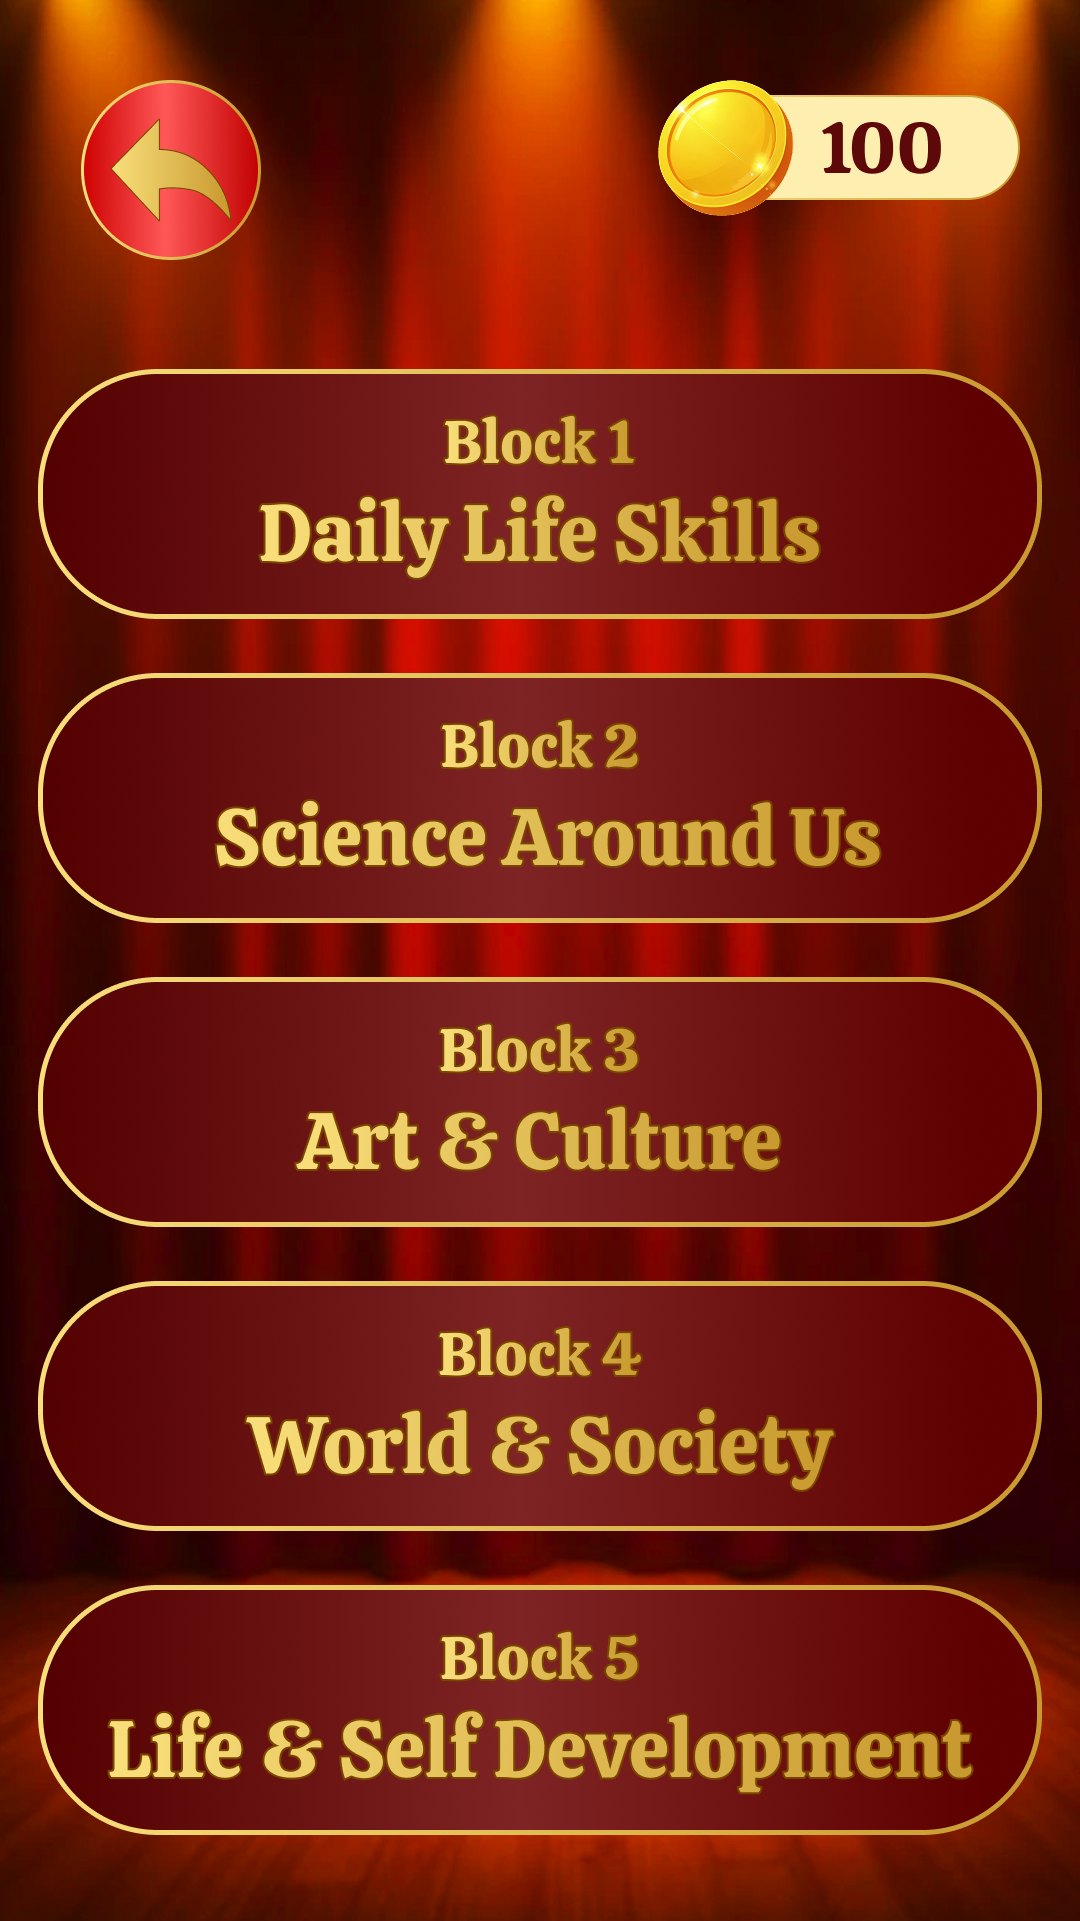 100
Block 1
Daily Life Skills
Block 2
Science Around Us
Block 3
Art & Culture
Block 4
World & Society
Block 5
Life & Self Development